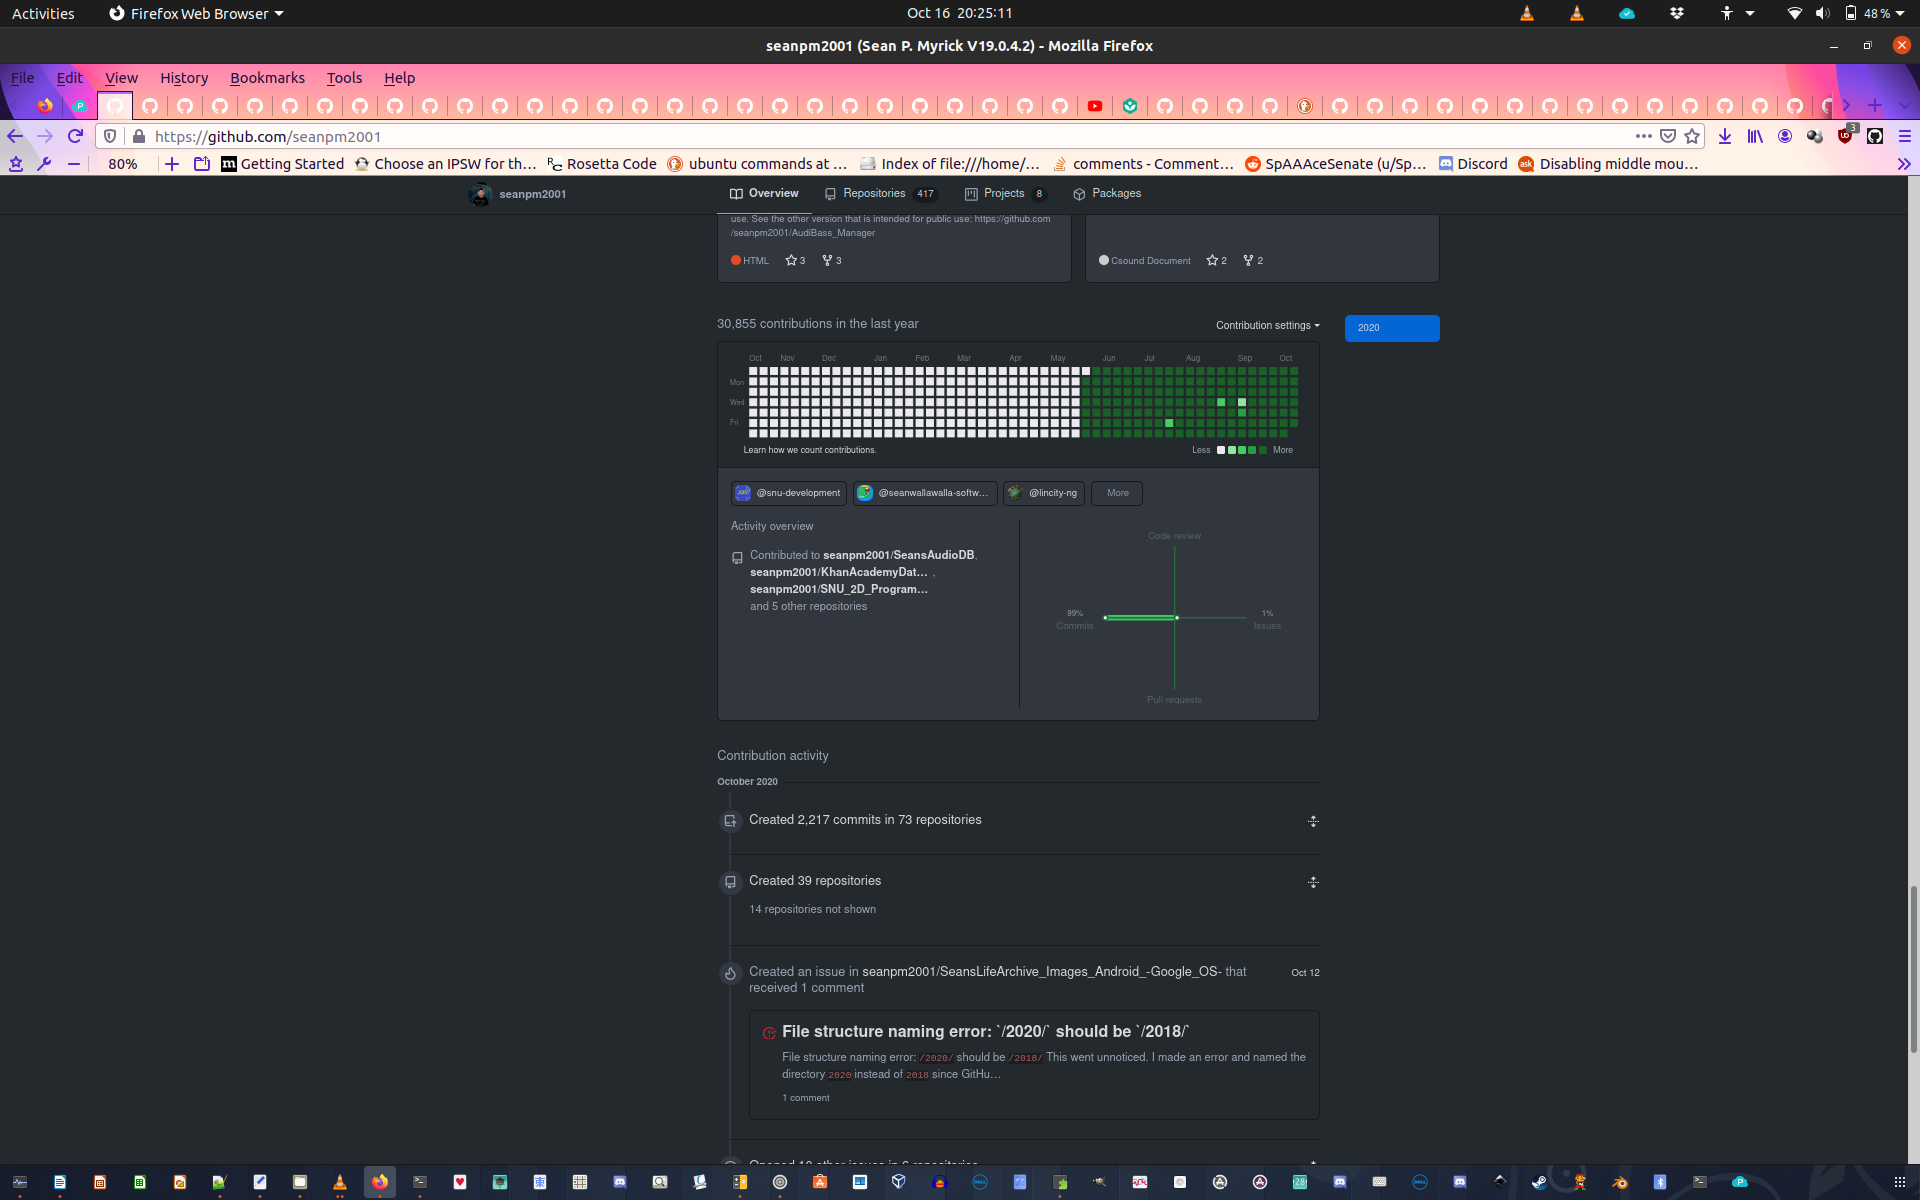 Activities
Firefox Web Browser
Oct 16 20:25:11
48 %
seanpm2001 (Sean P. Myrick V19.0.4.2) - Mozilla Firefox
File Edit View History Bookmarks Tools Help
https://github.com/seanpm2001
3
80%
Getting Started
Choose an IPSW for th…
Rosetta Code
ubuntu commands at …
Index of file:///home/…
comments - Comment…
SpAAAceSenate (u/Sp…
Discord
Disabling middle mou…
seanpm2001
Overview
Repositories 417
Projects 8
Packages
use. See the other version that is intended for public use: https://github.com
/seanpm2001/AudiBass_Manager
HTML 3 3
Csound Document 2 2
30,855 contributions in the last year
Contribution settings
2020
Oct Nov Dec Jan Feb Mar Apr May Jun Jul Aug Sep Oct
Mon
Wed
Fri
Learn how we count contributions.
Less More
@snu-development
@seanwallawalla-softw…
@lincity-ng
More
Activity overview
Contributed to seanpm2001/SeansAudioDB,
seanpm2001/KhanAcademyDat… ,
seanpm2001/SNU_2D_Program…
and 5 other repositories
Code review
99%
Commits
1%
Issues
Pull requests
Contribution activity
October 2020
Created 2,217 commits in 73 repositories
Created 39 repositories
14 repositories not shown
Created an issue in seanpm2001/SeansLifeArchive_Images_Android_-Google_OS- that
received 1 comment
Oct 12
File structure naming error: `/2020/` should be `/2018/`
File structure naming error: /2020/ should be /2018/ This went unnoticed. I made an error and named the
directory 2020 instead of 2018 since GitHu…
1 comment
Opened 10 other issues in 6 repositories